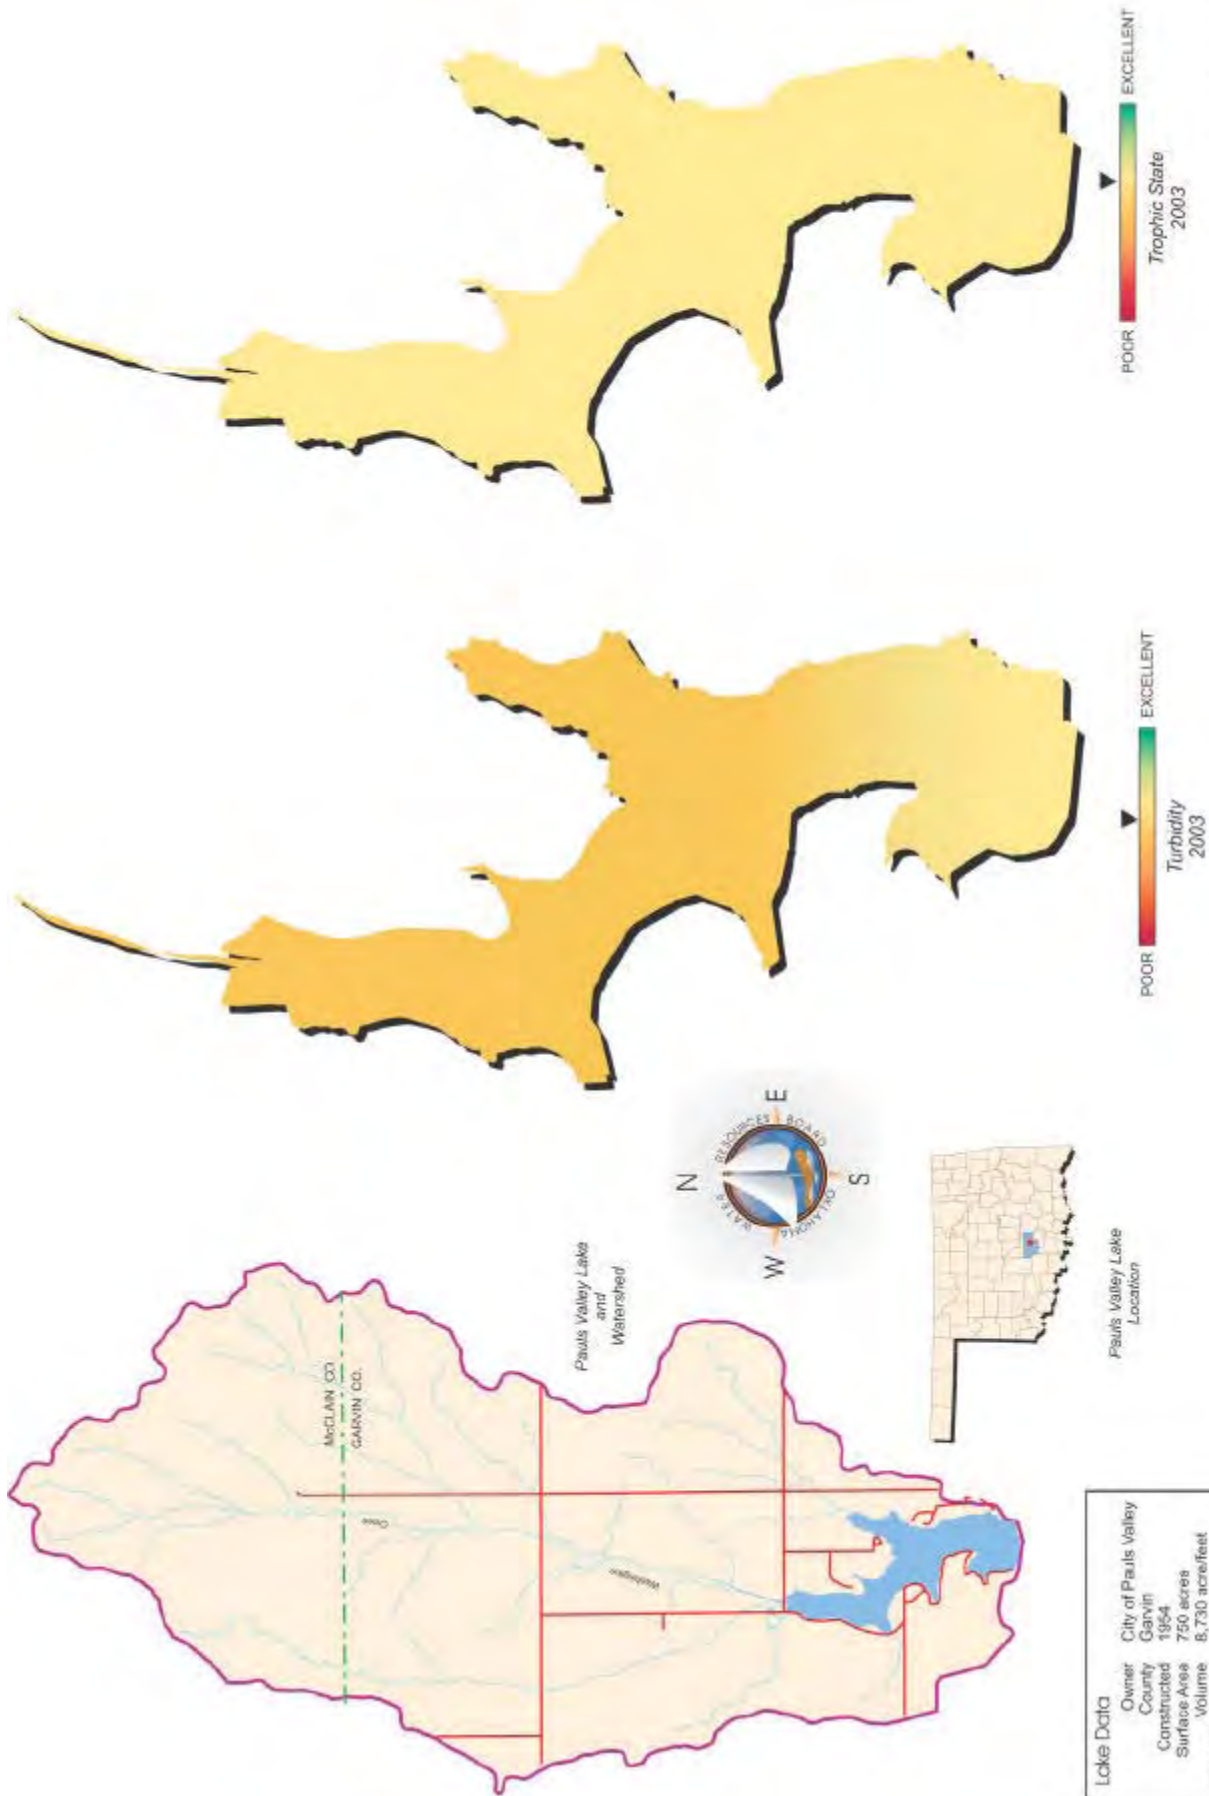 Pauls Valley Lake
and
Watershed
McCLAIN CO.
GARVIN CO.
Creek
Washington
N
W
E
S
OKLAHOMA WATER RESOURCES BOARD
Pauls Valley Lake
Location
Lake Data
Owner City of Pauls Valley
County Garvin
Constructed 1954
Surface Area 750 acres
Volume 8,730 acre/feet
POOR
EXCELLENT
Turbidity
2003
POOR
EXCELLENT
Trophic State
2003